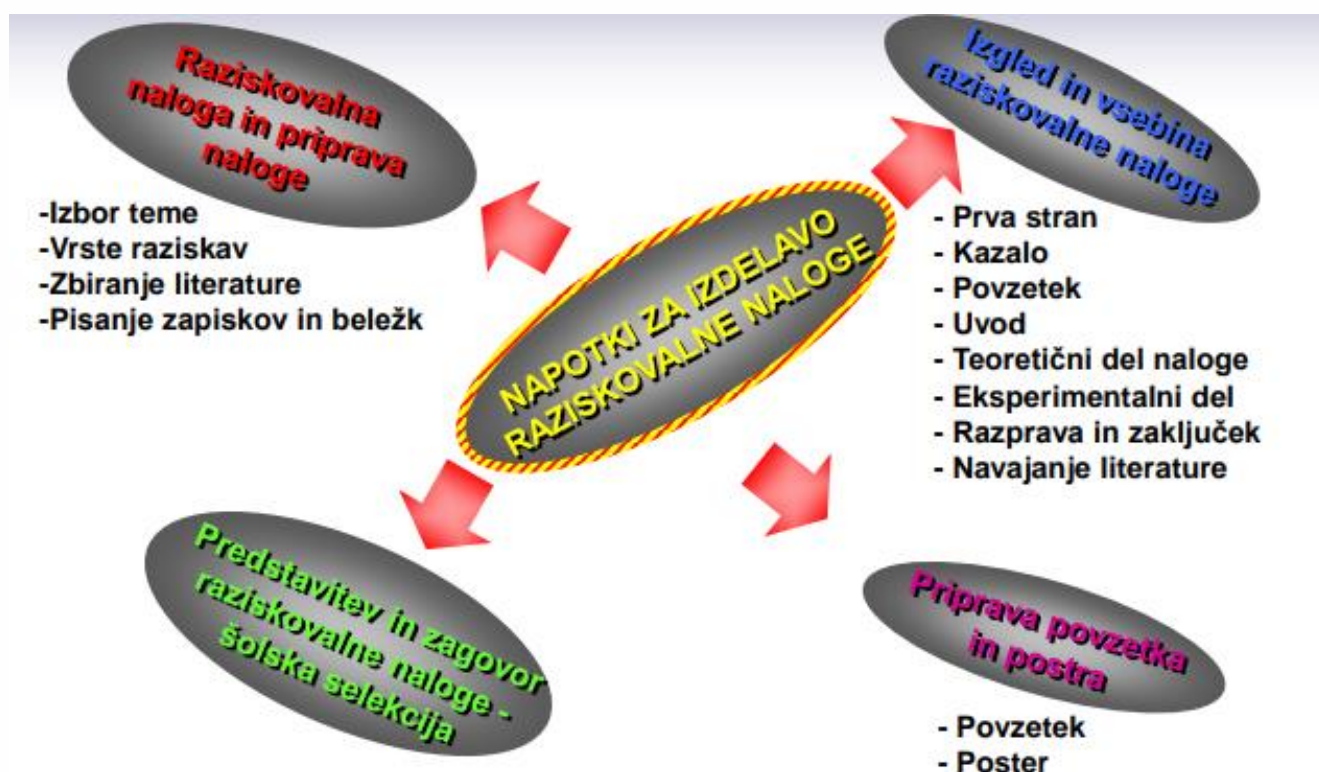 Raziskovalna
naloga in priprava
naloge
-Izbor teme
-Vrste raziskav
-Zbiranje literature
-Pisanje zapiskov in beležk
Izgled in vsebina
raziskovalne naloge
- Prva stran
- Kazalo
- Povzetek
- Uvod
- Teoretični del naloge
- Eksperimentalni del
- Razprava in zaključek
- Navajanje literature
NAPOTKI ZA IZDELAVO
RAZISKOVALNE NALOGE
Predstavitev in zagovor
raziskovalne naloge -
šolska selekcija
Priprava povzetka
in postra
- Povzetek
- Poster